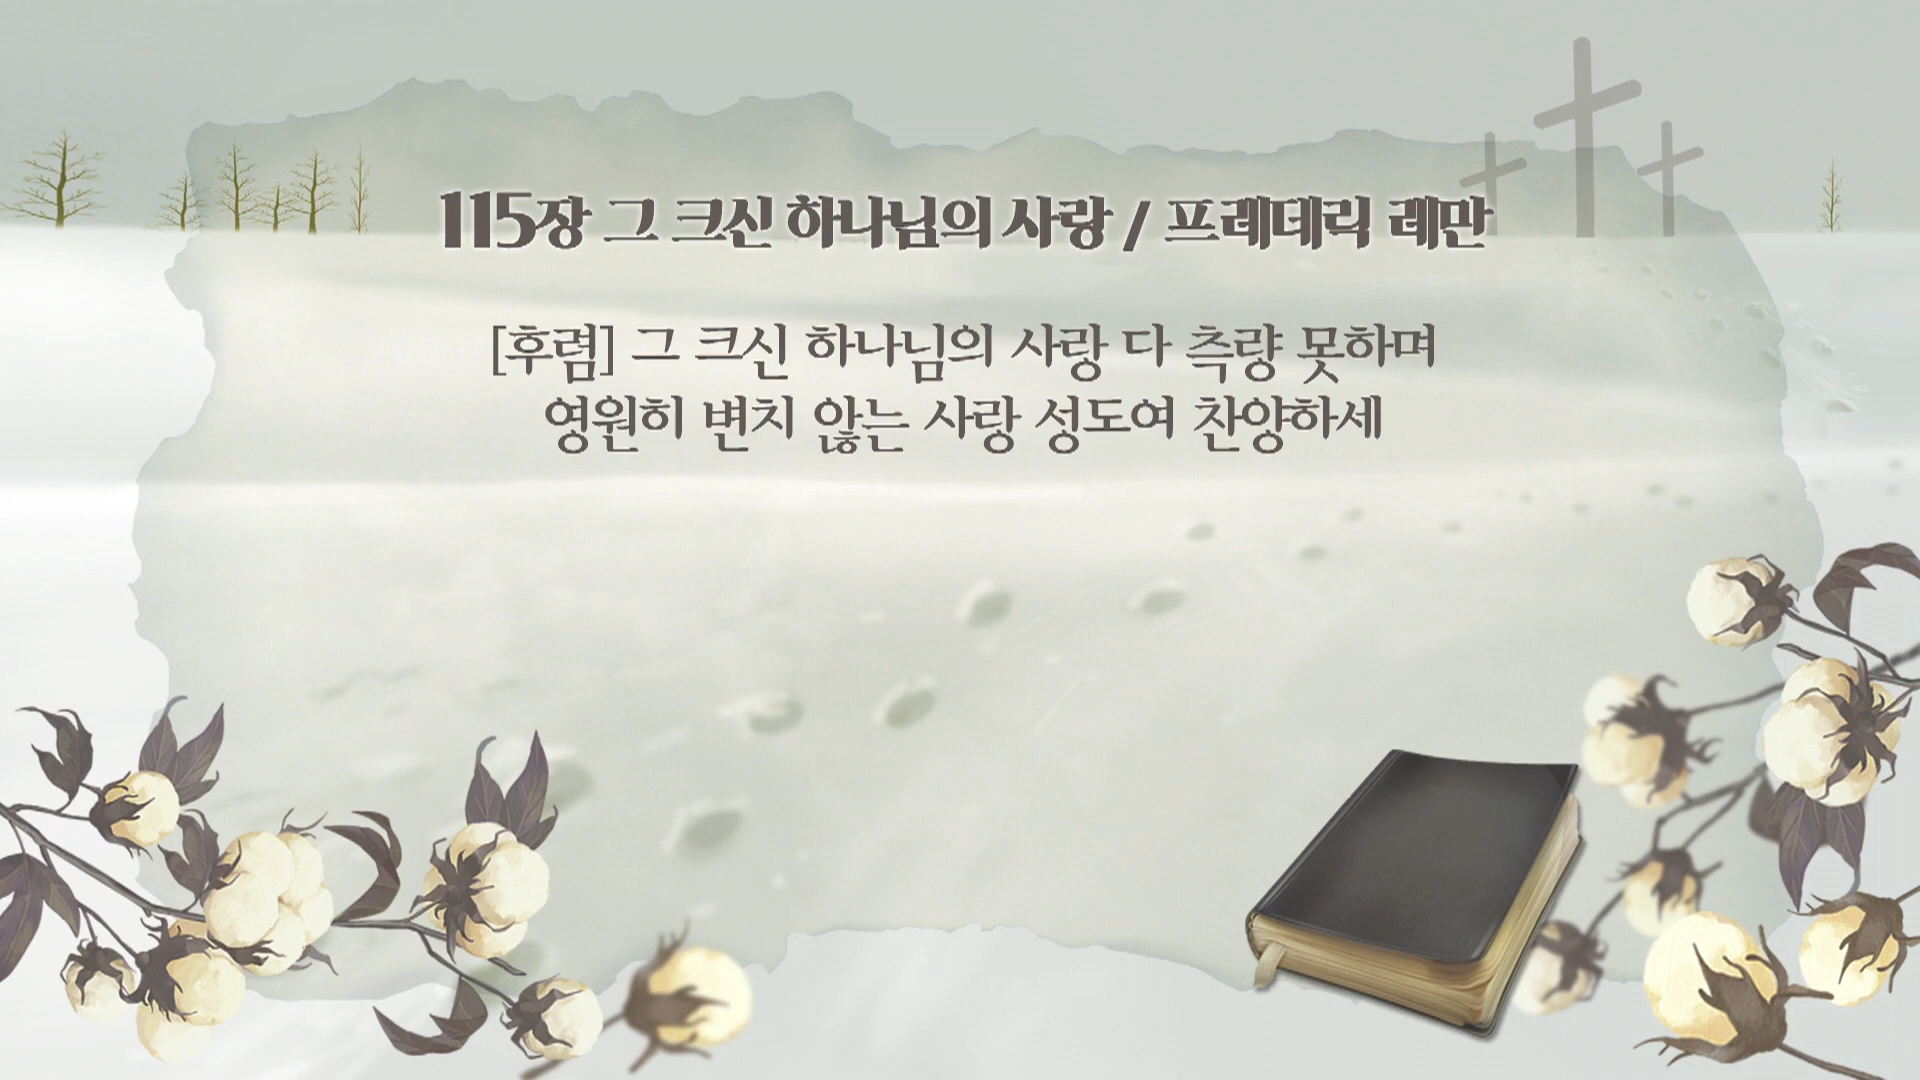 115장 그 크신 하나님의 사랑 / 프레데릭 레만
[후렴] 그 크신 하나님의 사랑 다 측량 못하며
영원히 변치 않는 사랑 성도여 찬양하세